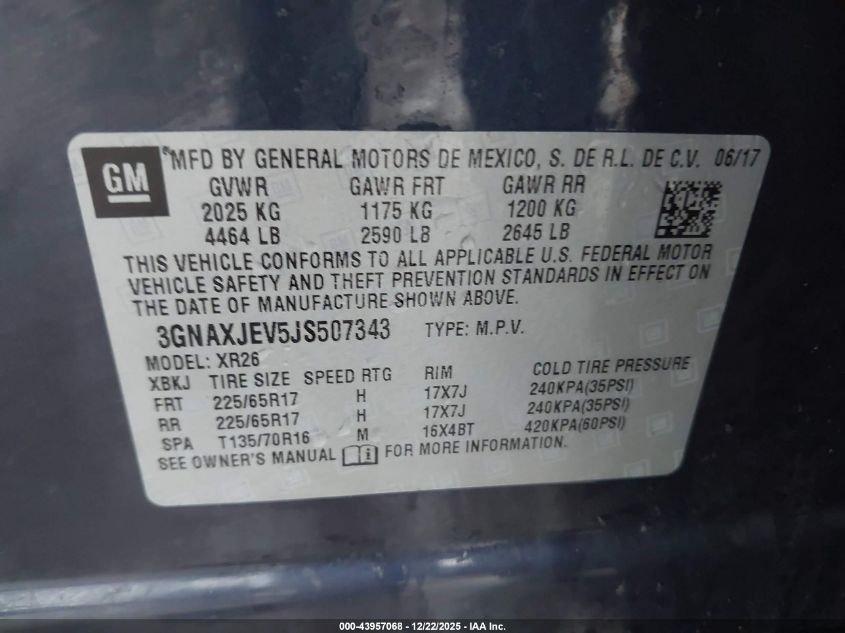 GM
MFD BY GENERAL MOTORS DE MEXICO, S. DE R.L. DE C.V. 06/17
GVWR GAWR FRT GAWR RR
2025 KG 1175 KG 1200 KG
4464 LB 2590 LB 2645 LB
THIS VEHICLE CONFORMS TO ALL APPLICABLE U.S. FEDERAL MOTOR
VEHICLE SAFETY AND THEFT PREVENTION STANDARDS IN EFFECT ON
THE DATE OF MANUFACTURE SHOWN ABOVE.
3GNAXJEV5JS507343 TYPE: M.P.V.
MODEL: XR26
XBKJ TIRE SIZE SPEED RTG RIM COLD TIRE PRESSURE
FRT 225/65R17 H 17X7J 240KPA(35PSI)
RR 225/65R17 H 17X7J 240KPA(35PSI)
SPA T135/70R16 M 16X4BT 420KPA(60PSI)
SEE OWNER'S MANUAL i FOR MORE INFORMATION.
000-43957068 - 12/22/2025 - IAA Inc.